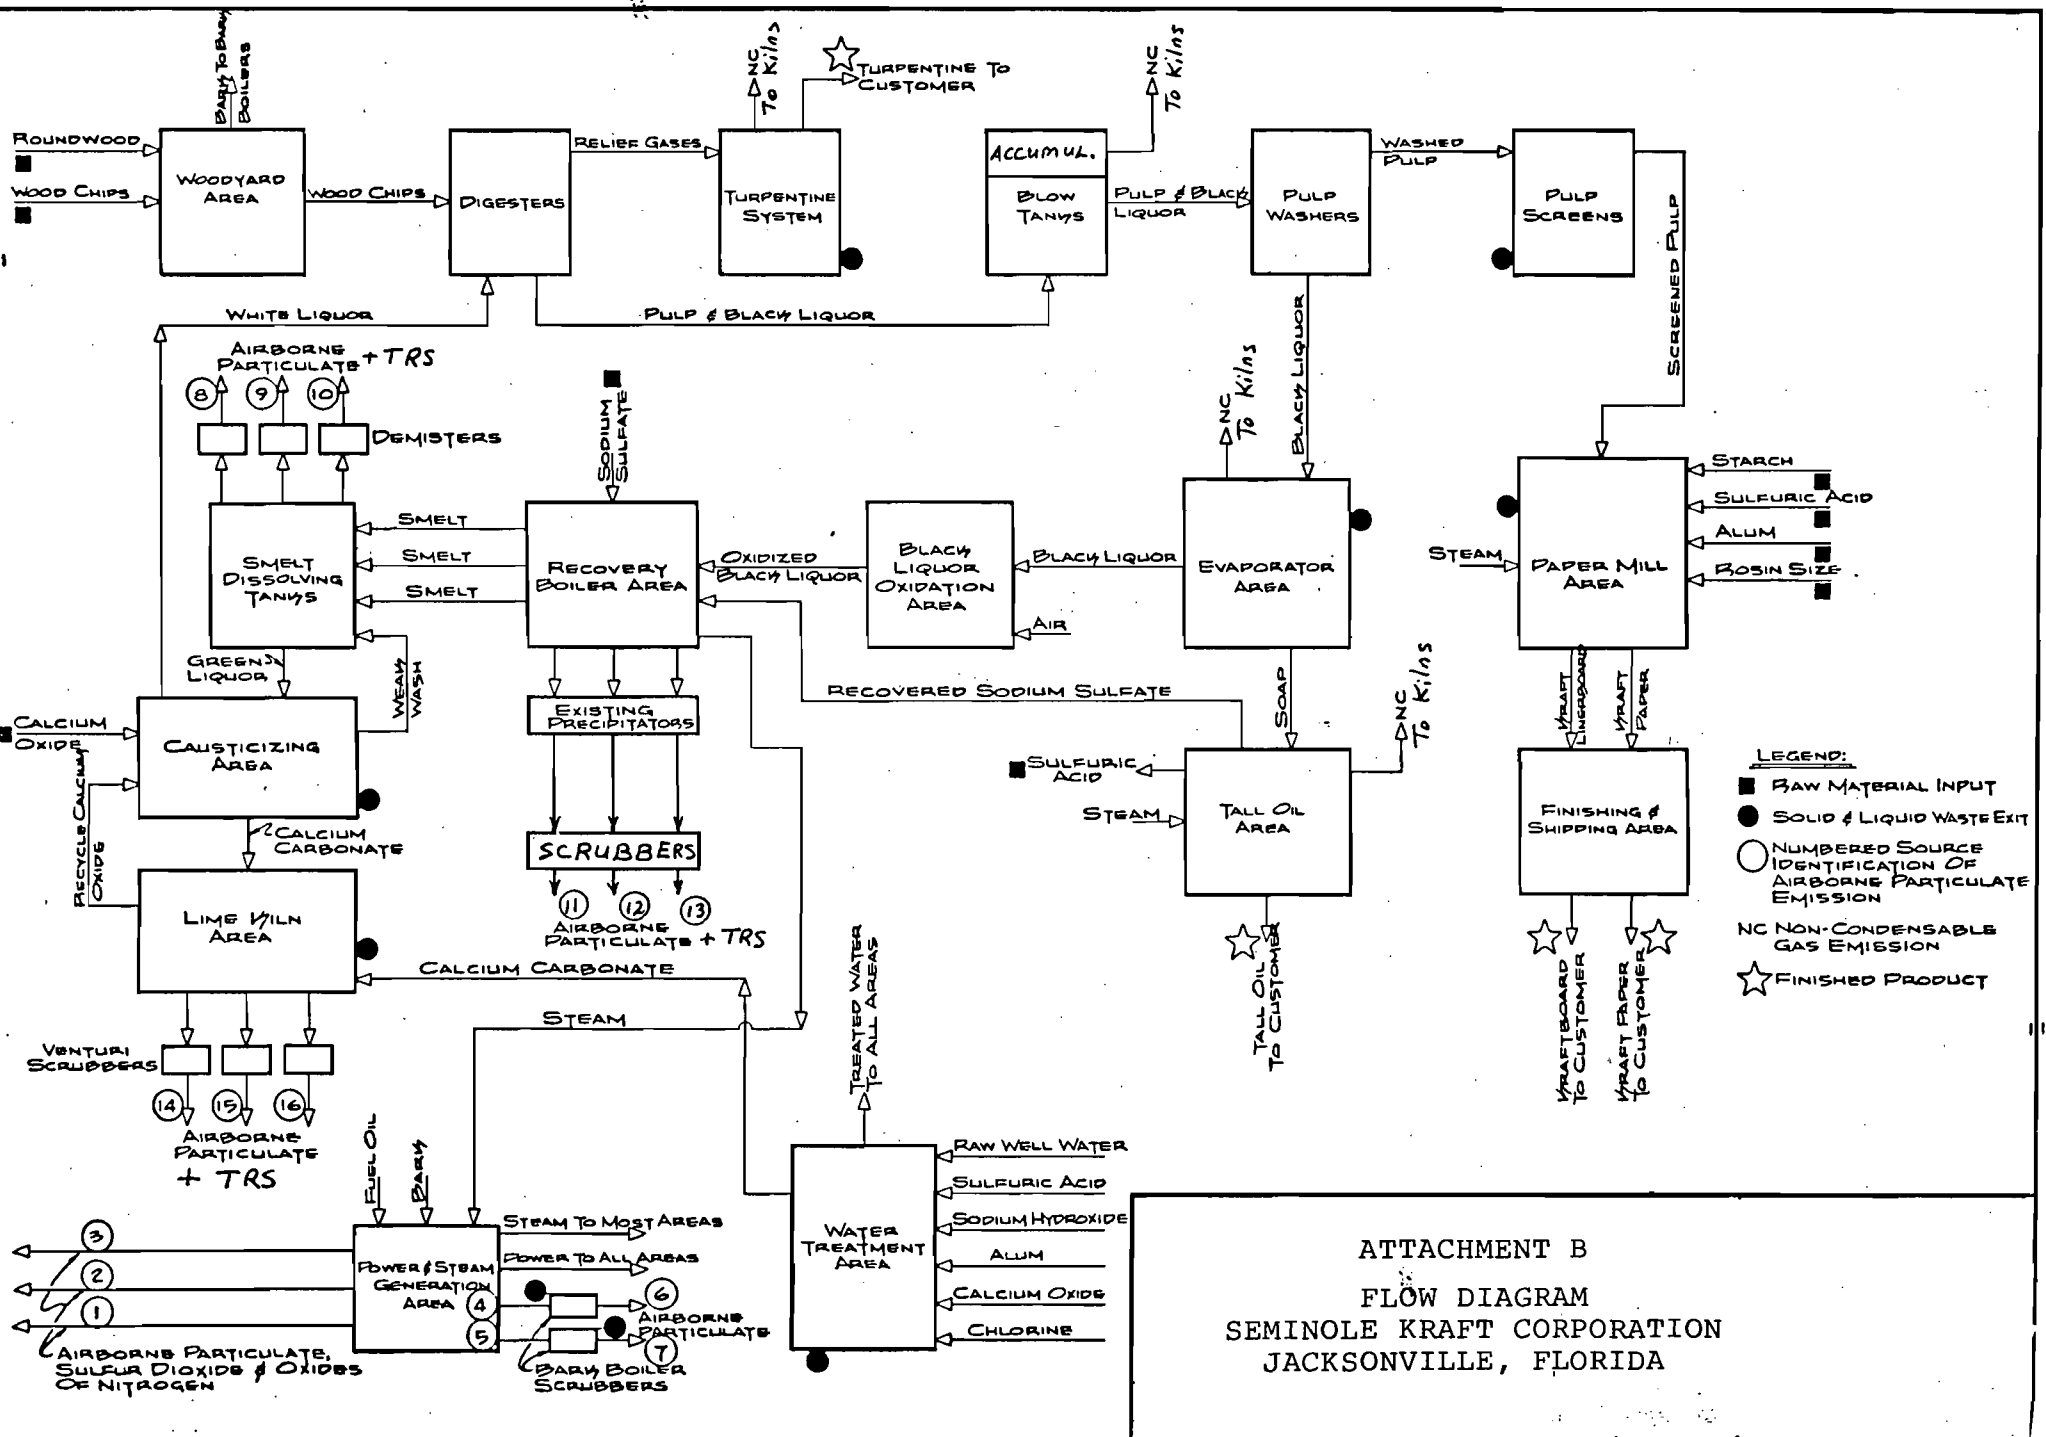 BARK TO BARK
BOILERS
NC
To Kilns
TURPENTINE TO
CUSTOMER
NC
To Kilns
ROUNDWOOD
WOOD CHIPS
WOODYARD
AREA
WOOD CHIPS
DIGESTERS
RELIEF GASES
TURPENTINE
SYSTEM
ACCUMUL.
BLOW
TANKS
PULP & BLACK
LIQUOR
PULP
WASHERS
WASHED
PULP
PULP
SCREENS
SCREENED PULP
WHITE LIQUOR
PULP & BLACK LIQUOR
BLACK LIQUOR
AIRBORNE
PARTICULATE + TRS
8
9
10
DEMISTERS
SODIUM
SULFATE
NC
To Kilns
SMELT
DISSOLVING
TANKS
SMELT
SMELT
SMELT
RECOVERY
BOILER AREA
OXIDIZED
BLACK LIQUOR
BLACK
LIQUOR
OXIDATION
AREA
BLACK LIQUOR
AIR
EVAPORATOR
AREA
STEAM
PAPER MILL
AREA
STARCH
SULFURIC ACID
ALUM
ROSIN SIZE
GREEN
LIQUOR
WEAK
WASH
RECOVERED SODIUM SULFATE
SOAP
NC
To Kilns
KRAFT
LINERBOARD
KRAFT
PAPER
CALCIUM
OXIDE
CAUSTICIZING
AREA
EXISTING
PRECIPITATORS
SULFURIC
ACID
STEAM
TALL OIL
AREA
FINISHING &
SHIPPING AREA
LEGEND:
RAW MATERIAL INPUT
SOLID & LIQUID WASTE EXIT
NUMBERED SOURCE
IDENTIFICATION OF
AIRBORNE PARTICULATE
EMISSION
NC NON-CONDENSABLE
GAS EMISSION
FINISHED PRODUCT
RECYCLE CALCIUM
OXIDE
CALCIUM
CARBONATE
SCRUBBERS
11
12
13
AIRBORNE
PARTICULATE + TRS
LIME KILN
AREA
CALCIUM CARBONATE
STEAM
TREATED WATER
TO ALL AREAS
TALL OIL
TO CUSTOMER
KRAFTBOARD
TO CUSTOMER
KRAFT PAPER
TO CUSTOMER
VENTURI
SCRUBBERS
14
15
16
AIRBORNE
PARTICULATE
+ TRS
FUEL OIL
BARK
3
2
1
AIRBORNE PARTICULATE,
SULFUR DIOXIDE & OXIDES
OF NITROGEN
POWER & STEAM
GENERATION
AREA
STEAM TO MOST AREAS
POWER TO ALL AREAS
4
5
6
AIRBORNE
PARTICULATE
7
BARK BOILER
SCRUBBERS
WATER
TREATMENT
AREA
RAW WELL WATER
SULFURIC ACID
SODIUM HYDROXIDE
ALUM
CALCIUM OXIDE
CHLORINE
ATTACHMENT B
FLOW DIAGRAM
SEMINOLE KRAFT CORPORATION
JACKSONVILLE, FLORIDA